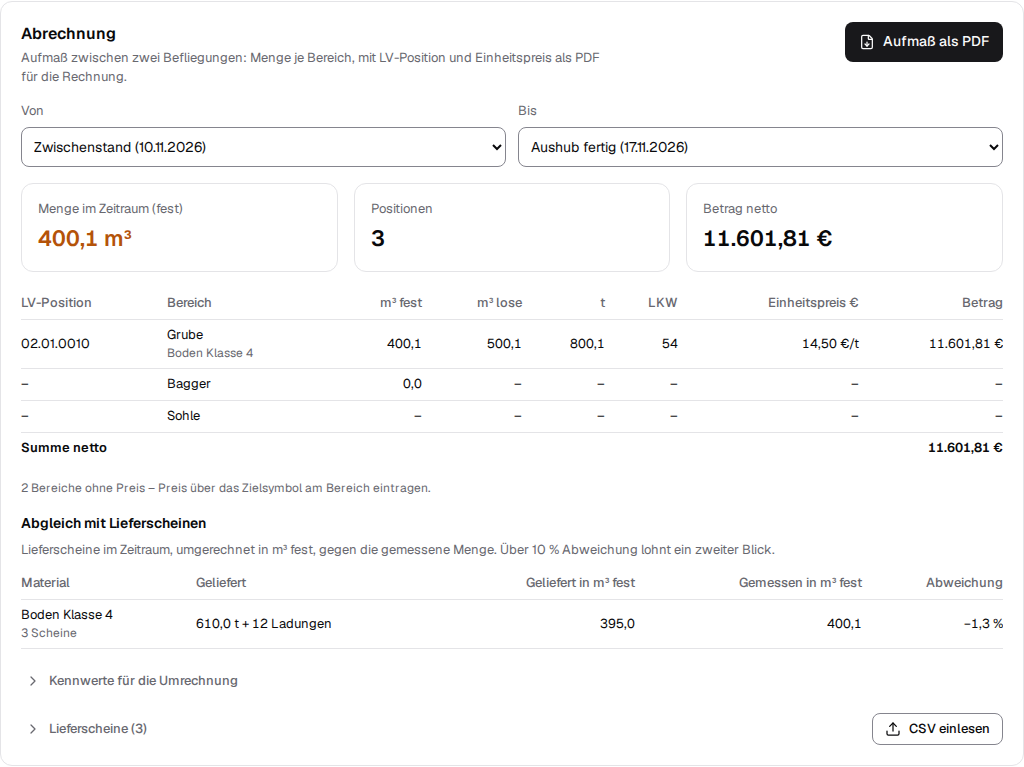 Abrechnung
Aufmaß als PDF
Aufmaß zwischen zwei Befliegungen: Menge je Bereich, mit LV-Position und Einheitspreis als PDF
für die Rechnung.
Von
Bis
Zwischenstand (10.11.2026)
Aushub fertig (17.11.2026)
Menge im Zeitraum (fest)
400,1 m³
Positionen
3
Betrag netto
11.601,81 €
LV-Position Bereich m³ fest m³ lose t LKW Einheitspreis € Betrag
02.01.0010 Grube 400,1 500,1 800,1 54 14,50 €/t 11.601,81 €
Boden Klasse 4
– Bagger 0,0 – – – – –
– Sohle – – – – – –
Summe netto 11.601,81 €
2 Bereiche ohne Preis – Preis über das Zielsymbol am Bereich eintragen.
Abgleich mit Lieferscheinen
Lieferscheine im Zeitraum, umgerechnet in m³ fest, gegen die gemessene Menge. Über 10 % Abweichung lohnt ein zweiter Blick.
Material Geliefert Geliefert in m³ fest Gemessen in m³ fest Abweichung
Boden Klasse 4 610,0 t + 12 Ladungen 395,0 400,1 −1,3 %
3 Scheine
Kennwerte für die Umrechnung
Lieferscheine (3)
CSV einlesen